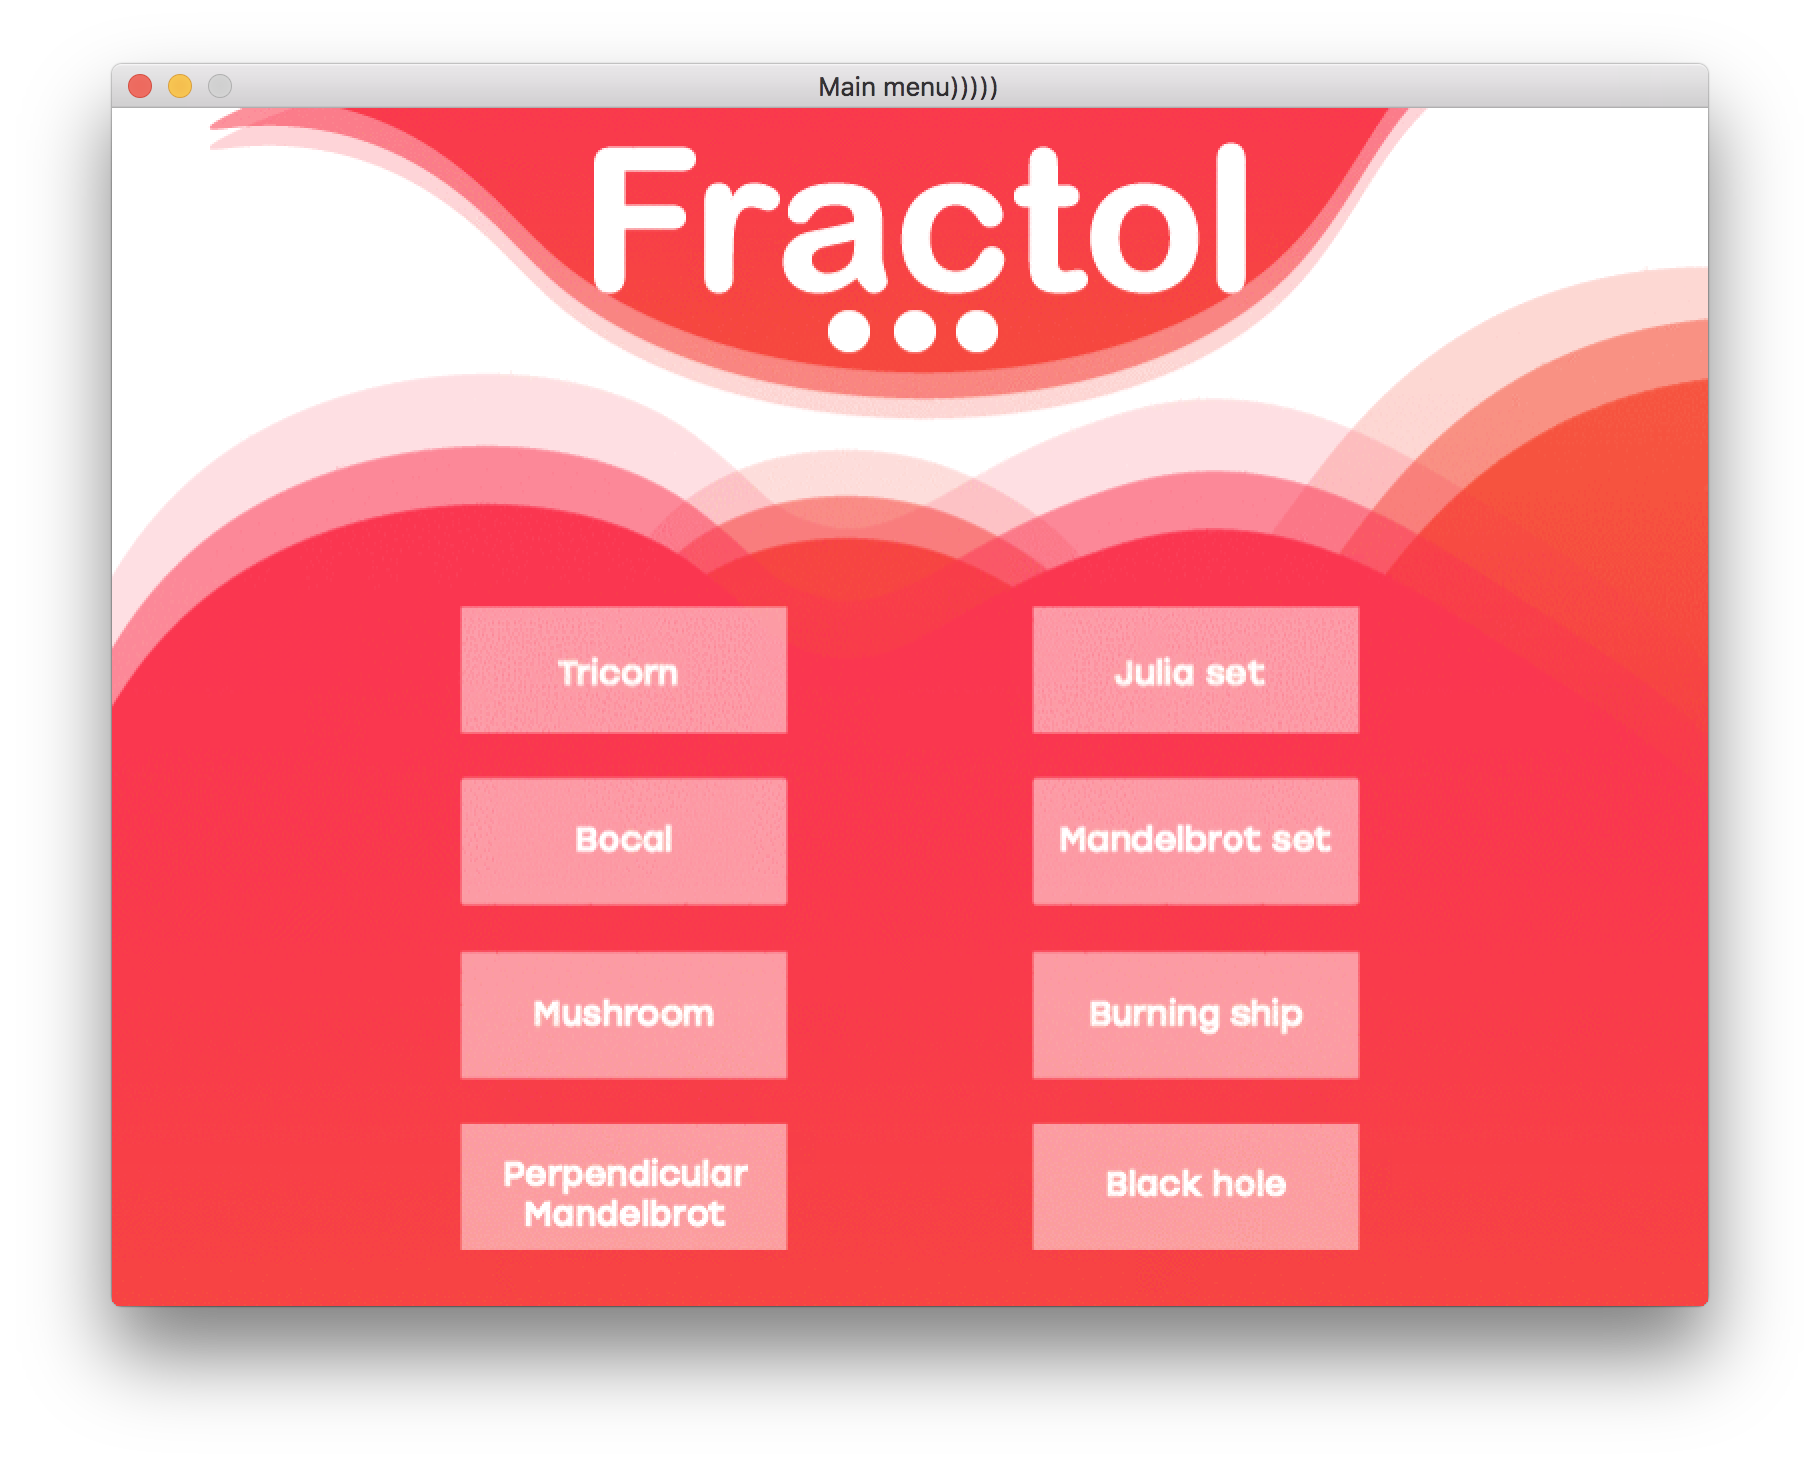 Main menu)))))
Fractol
Tricorn
Julia set
Bocal
Mandelbrot set
Mushroom
Burning ship
Perpendicular
Mandelbrot
Black hole